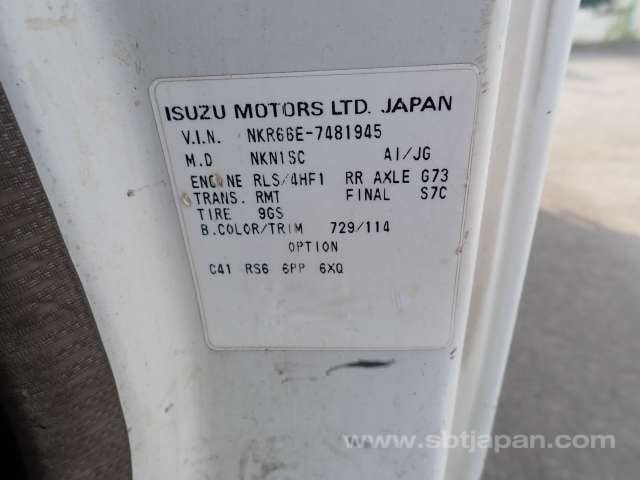 ISUZU MOTORS LTD. JAPAN
V.I.N. NKR66E-7481945
M.D NKN1SC A1/JG
ENGINE RLS/4HF1 RR AXLE G73
TRANS. RMT FINAL S7C
TIRE 9GS
B.COLOR/TRIM 729/114
OPTION
C41 RS6 6PP 6XQ
www.sbtjapan.com